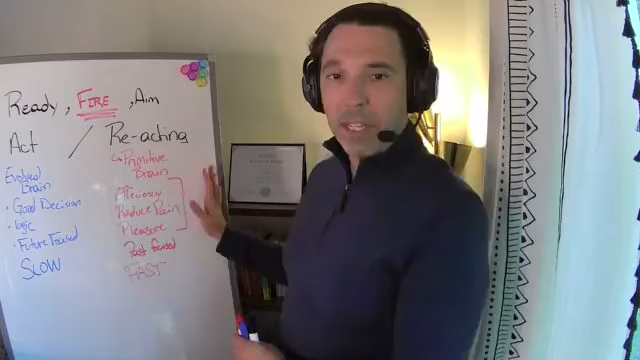 Ready, FIRE, Aim
Act / Re-acting
Evolved
Brain
• Good Decision
• logic
• Future Focused
SLOW
↳ Primitive
Brain
Efficiency
Reduce Pain
Pleasure
Past focused
FAST